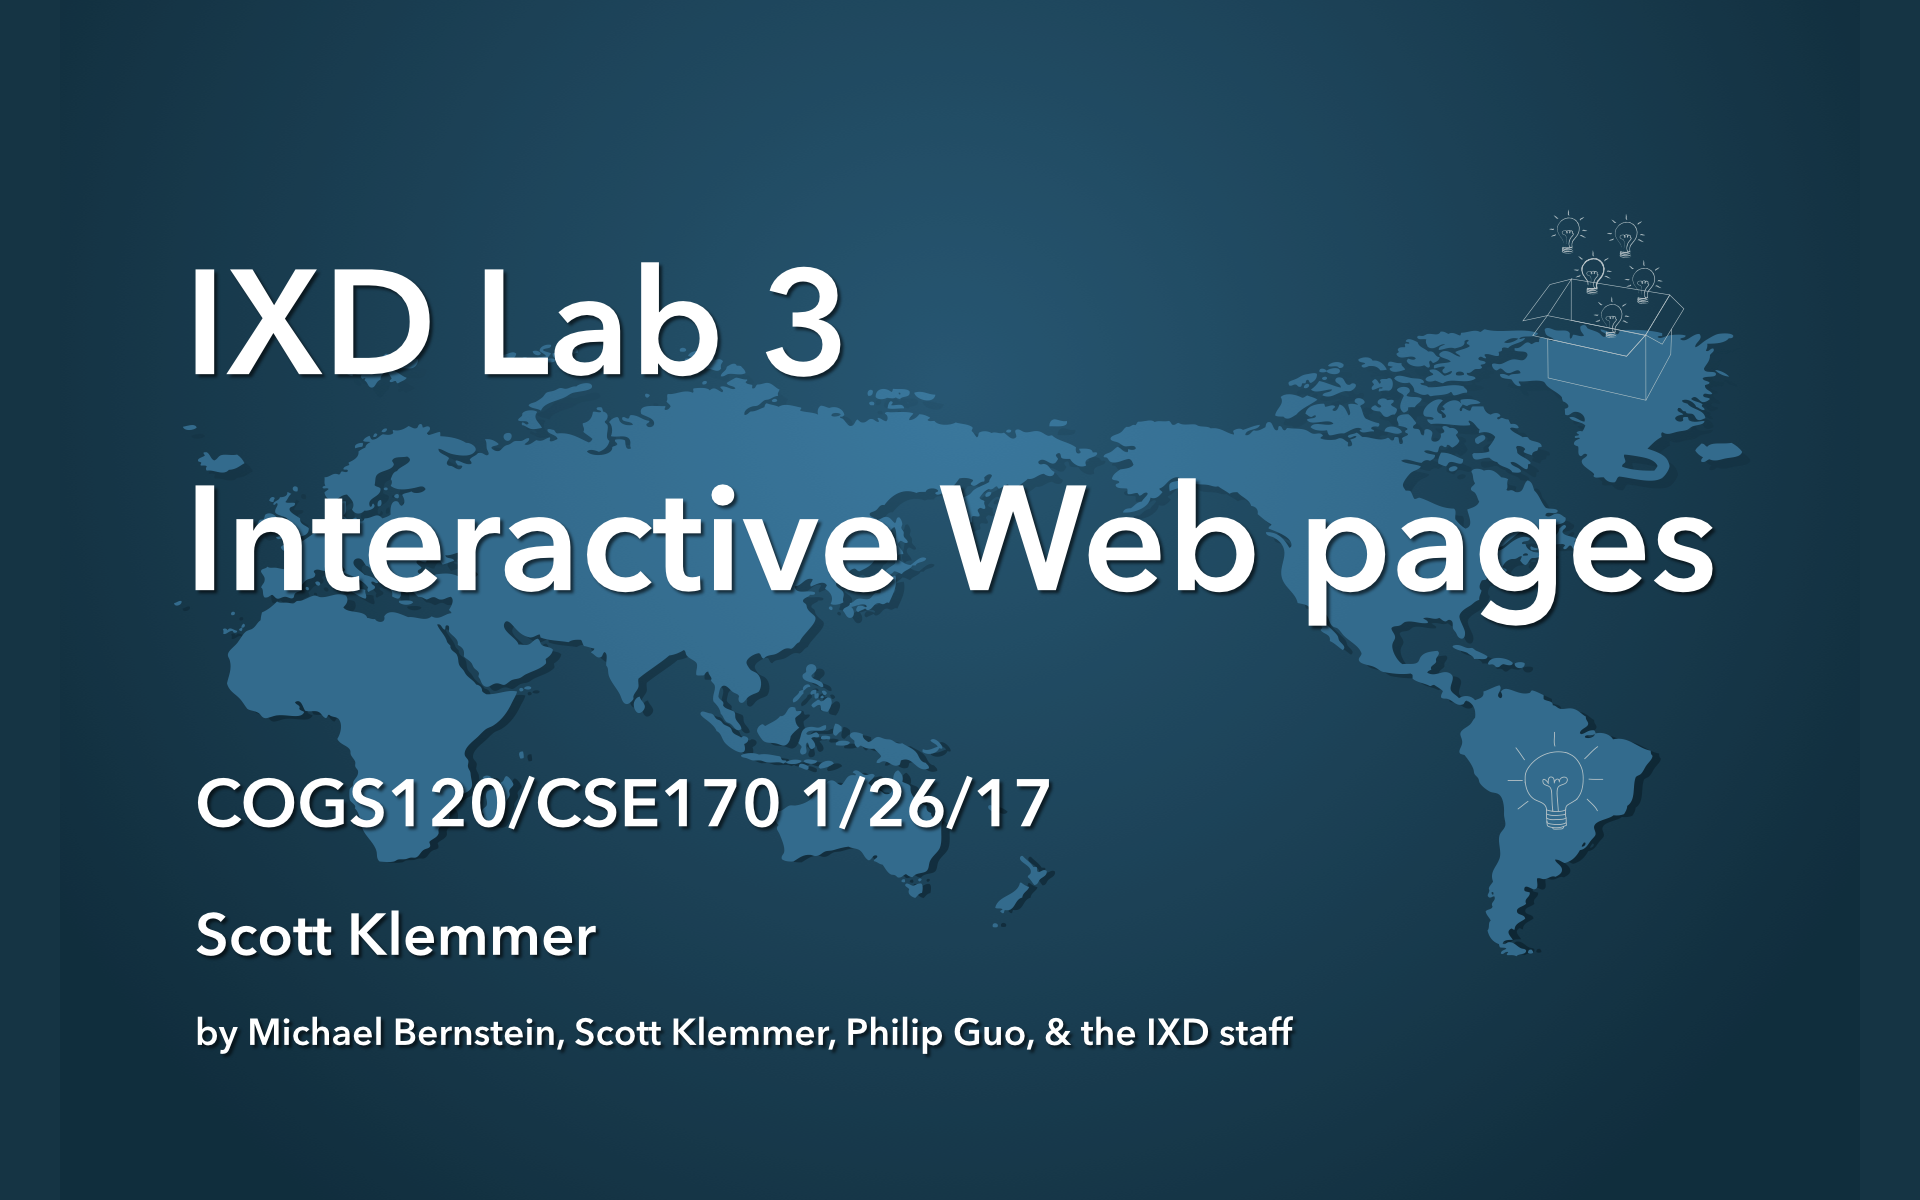 IXD Lab 3
Interactive Web pages
COGS120/CSE170 1/26/17
Scott Klemmer
by Michael Bernstein, Scott Klemmer, Philip Guo, & the IXD staff